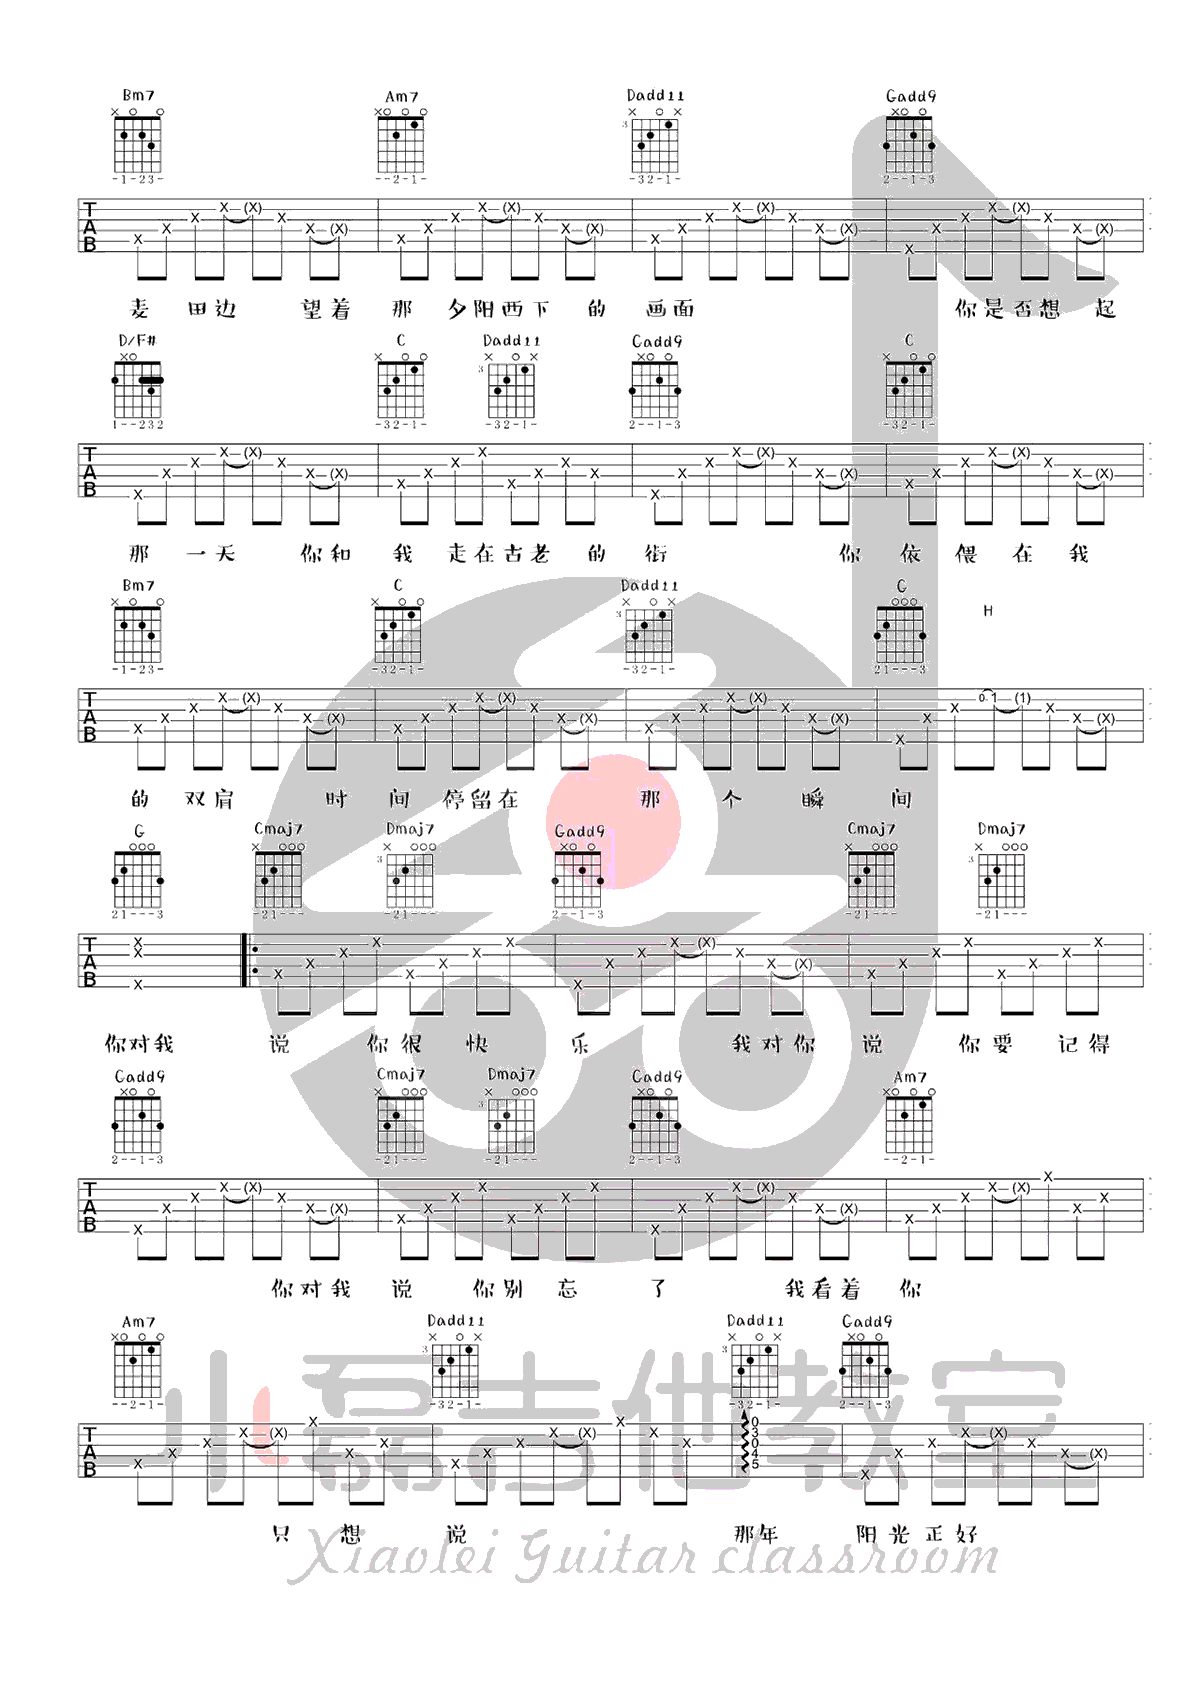 Bm7 Am7 Dadd11 Gadd9
麦 田边 望着 那 夕阳西下 的 画面 你是否想 起
D/F# C Dadd11 Gadd9 C
那 一天 你和 我 走在古老 的 街 你 依 偎 在 我
Bm7 C Dadd11 G H
的 双肩 时 间 停留在 那 个 瞬 间
G Cmaj7 Dmaj7 Gadd9 Cmaj7 Dmaj7
你对我 说 你 很 快 乐 我对你 说 你 要 记 得
Gadd9 Cmaj7 Dmaj7 Gadd9 Am7
你 对 我 说 你 别 忘 了 我看着 你
Am7 Dadd11 Dadd11 Gadd9
只 想 说 那年 阳光正好
小磊吉他教室
Xiaolei Guitar classroom